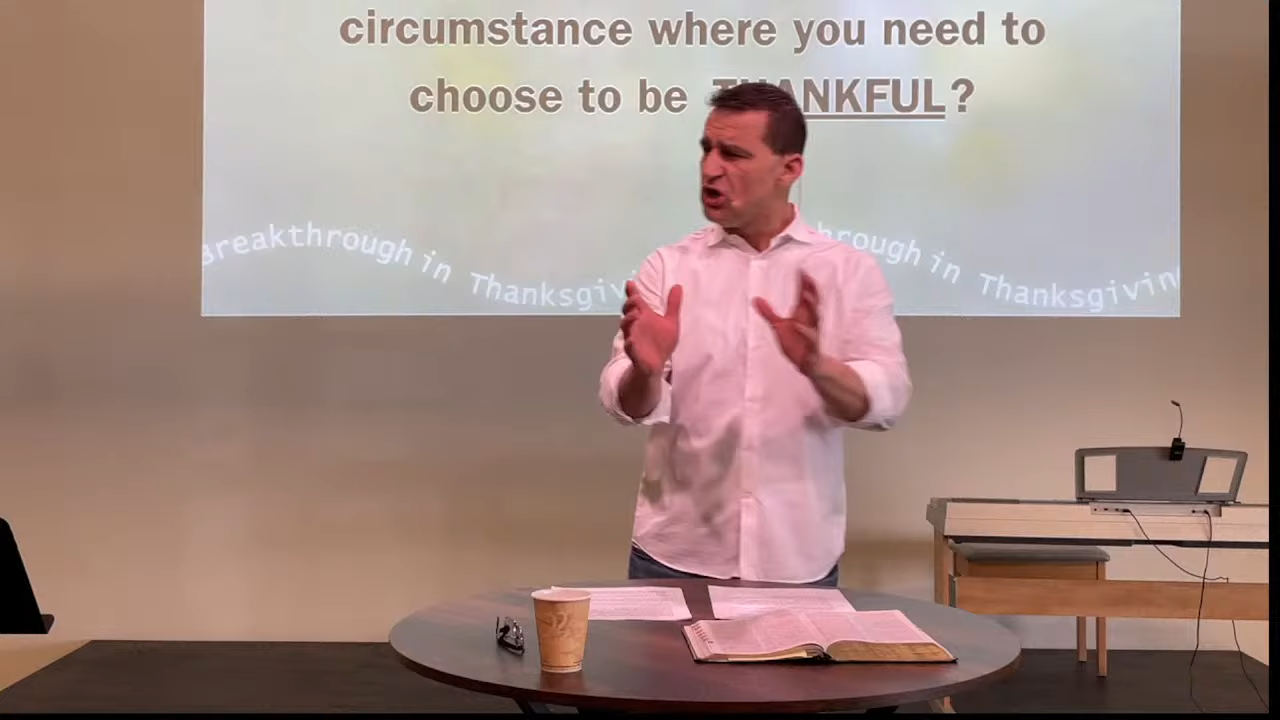 circumstance where you need to
choose to be THANKFUL?
Breakthrough in Thanksgiv
hrough in Thanksgivin